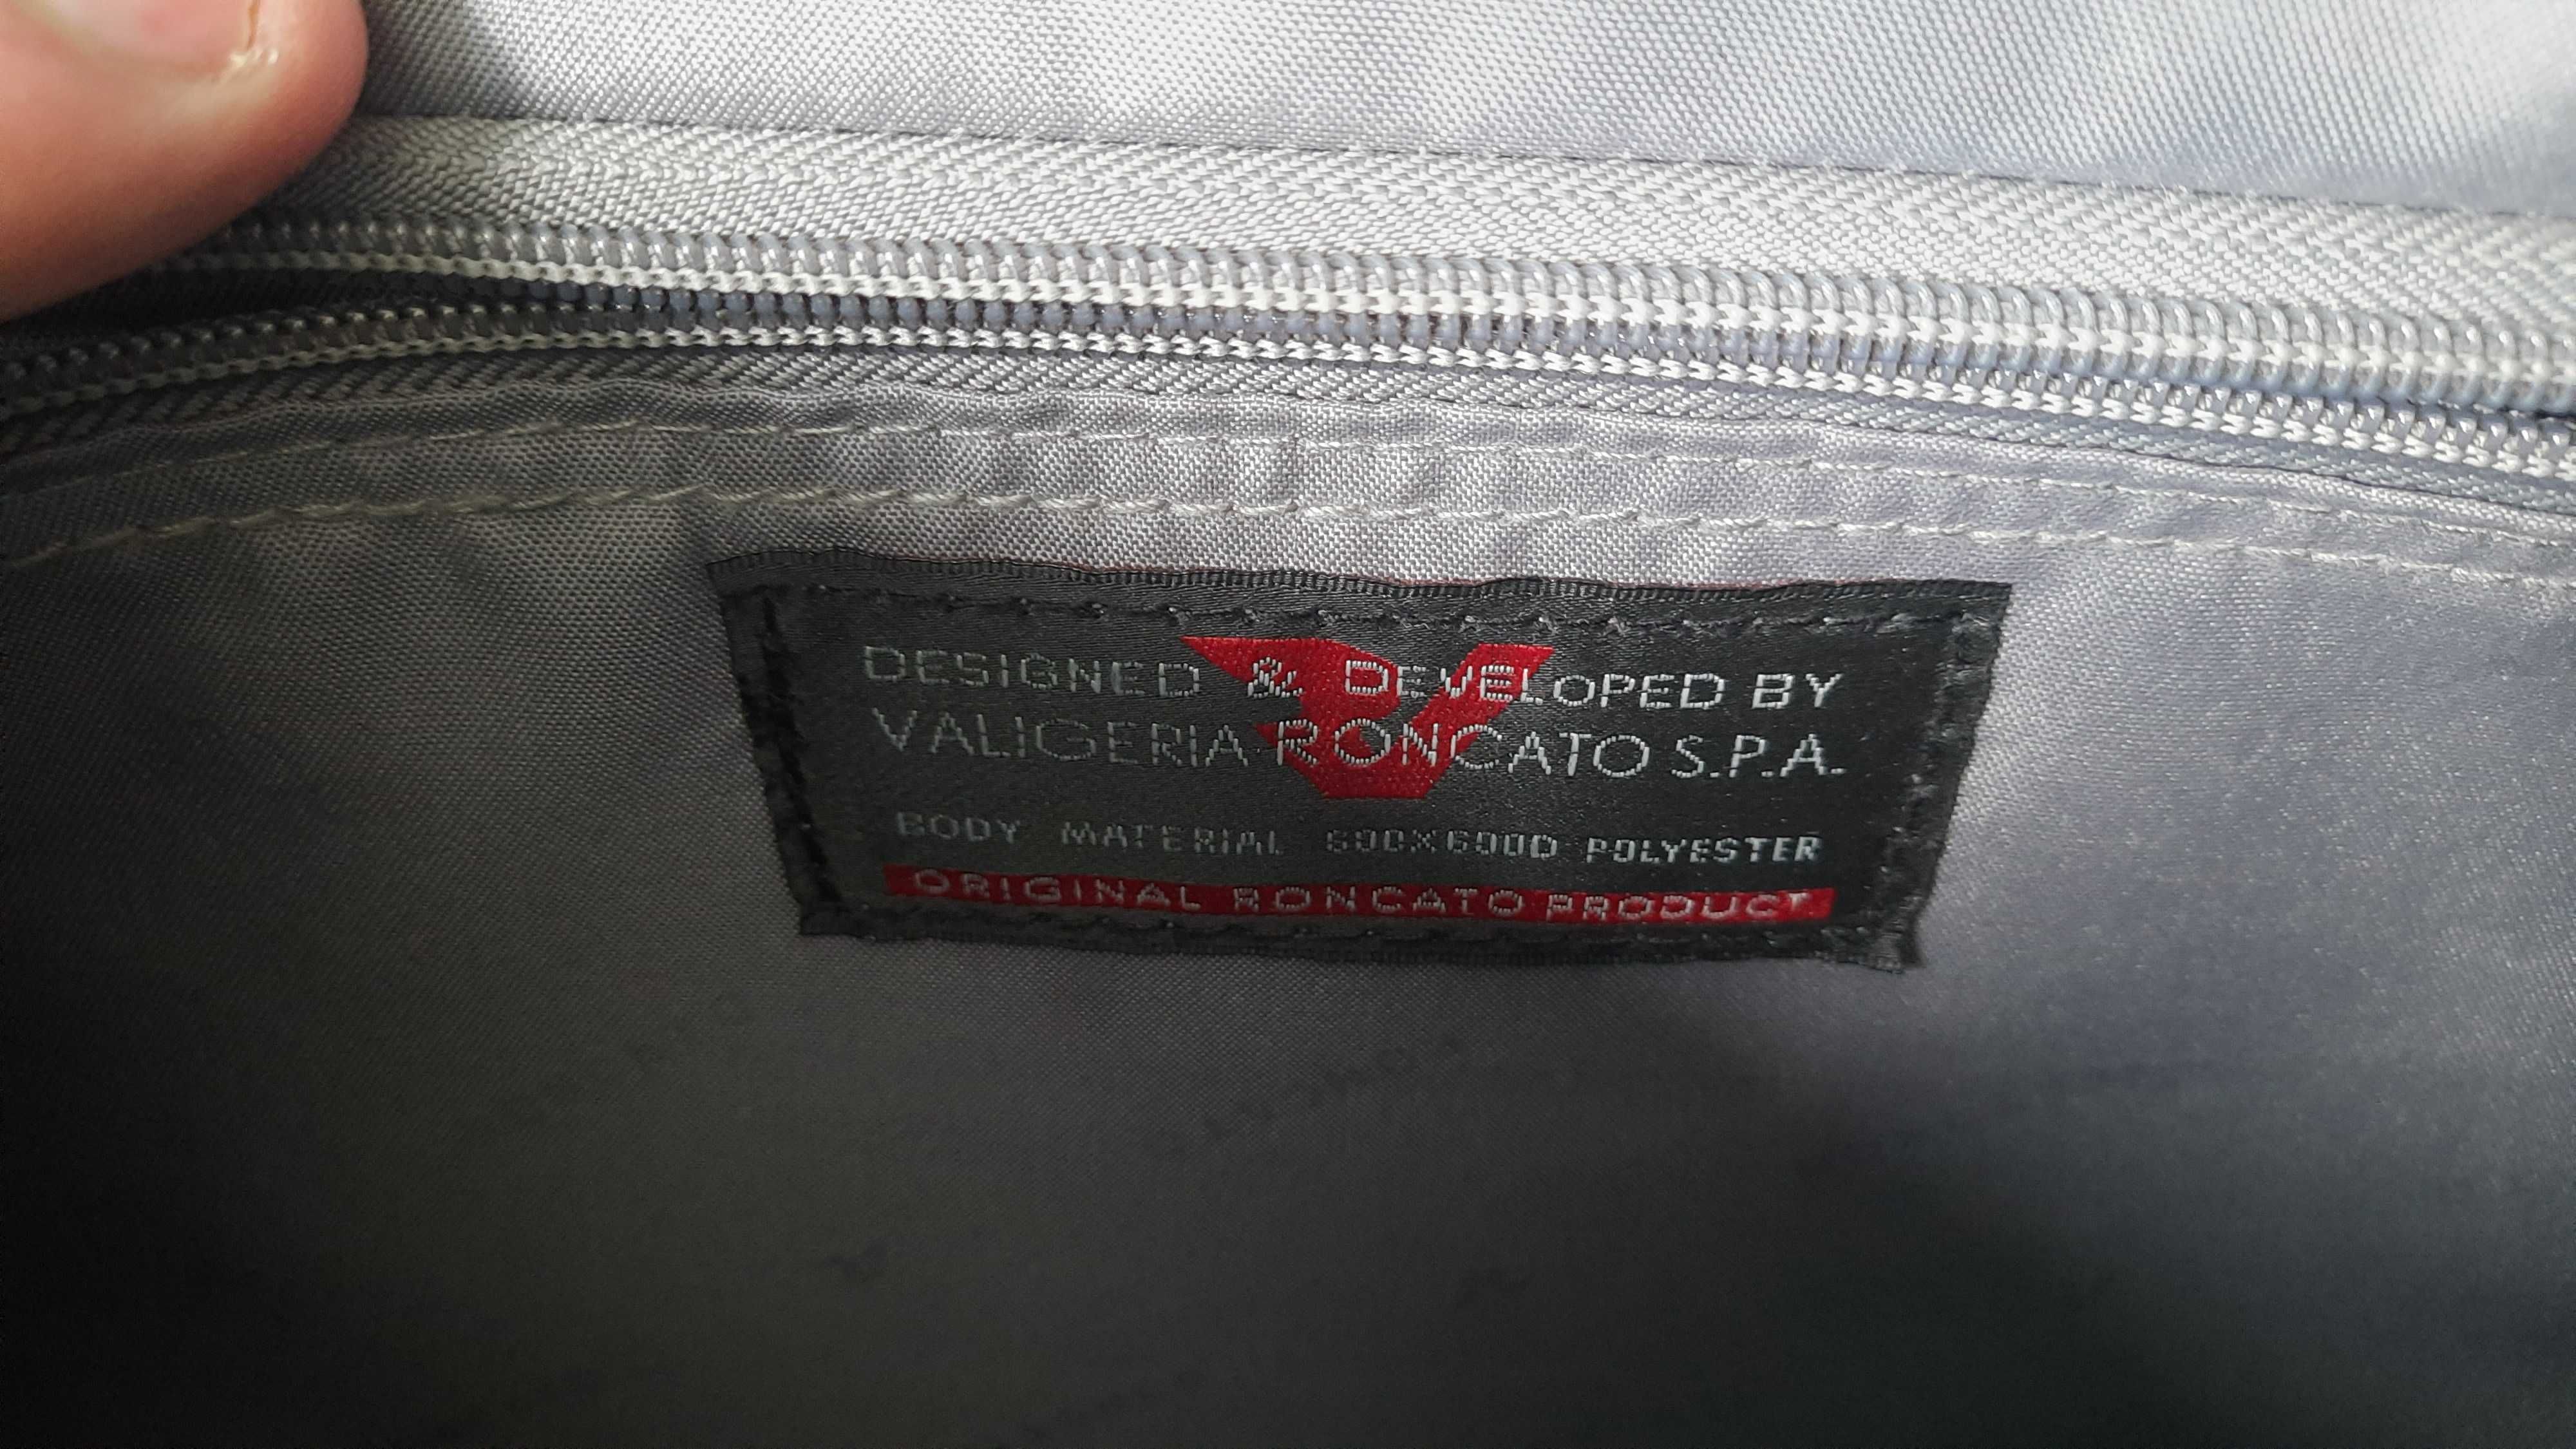 DESIGNED & DEVELOPED BY
VALIGERIA RONCATO S.P.A.
BODY MATERIAL 600X600D POLYESTER
ORIGINAL RONCATO PRODUCT